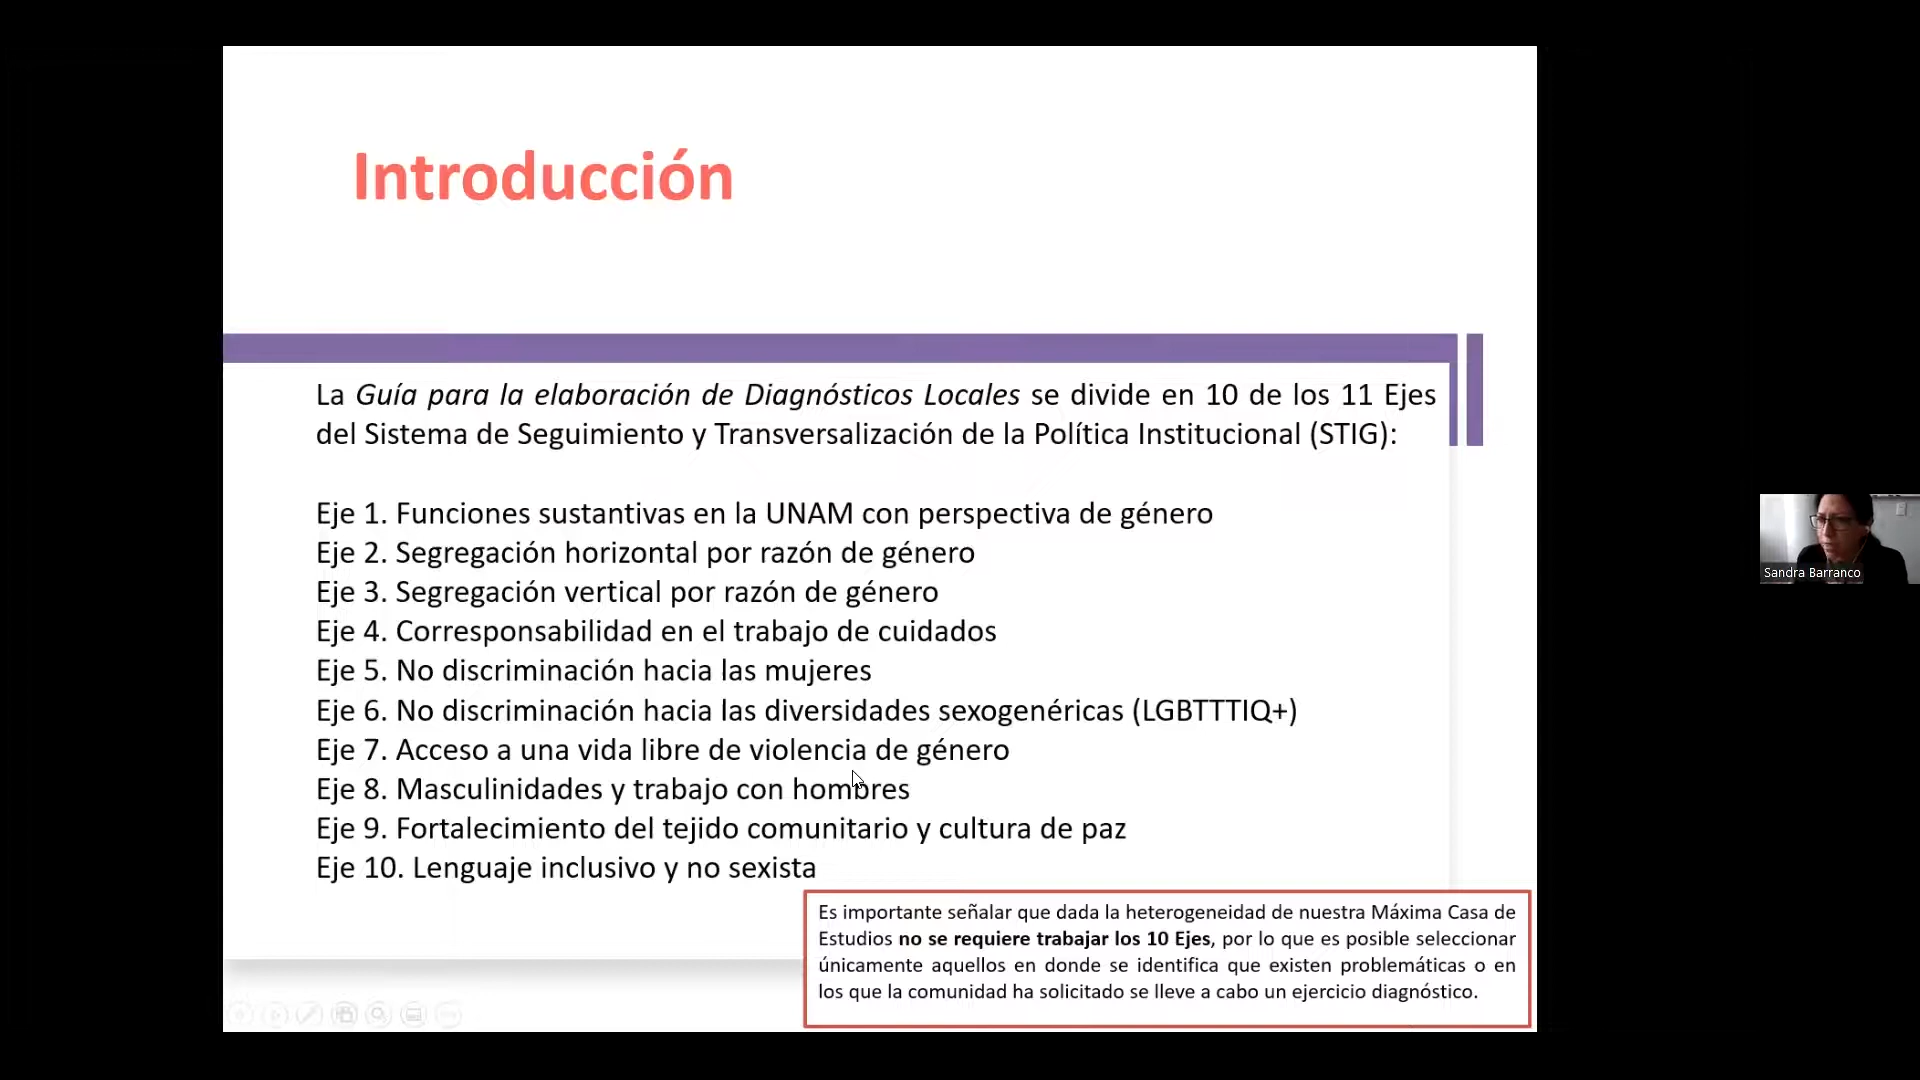 Introducción
La Guía para la elaboración de Diagnósticos Locales se divide en 10 de los 11 Ejes
del Sistema de Seguimiento y Transversalización de la Política Institucional (STIG):
Eje 1. Funciones sustantivas en la UNAM con perspectiva de género
Eje 2. Segregación horizontal por razón de género
Eje 3. Segregación vertical por razón de género
Eje 4. Corresponsabilidad en el trabajo de cuidados
Eje 5. No discriminación hacia las mujeres
Eje 6. No discriminación hacia las diversidades sexogenéricas (LGBTTTIQ+)
Eje 7. Acceso a una vida libre de violencia de género
Eje 8. Masculinidades y trabajo con hombres
Eje 9. Fortalecimiento del tejido comunitario y cultura de paz
Eje 10. Lenguaje inclusivo y no sexista
Es importante señalar que dada la heterogeneidad de nuestra Máxima Casa de
Estudios no se requiere trabajar los 10 Ejes, por lo que es posible seleccionar
únicamente aquellos en donde se identifica que existen problemáticas o en
los que la comunidad ha solicitado se lleve a cabo un ejercicio diagnóstico.
Sandra Barranco